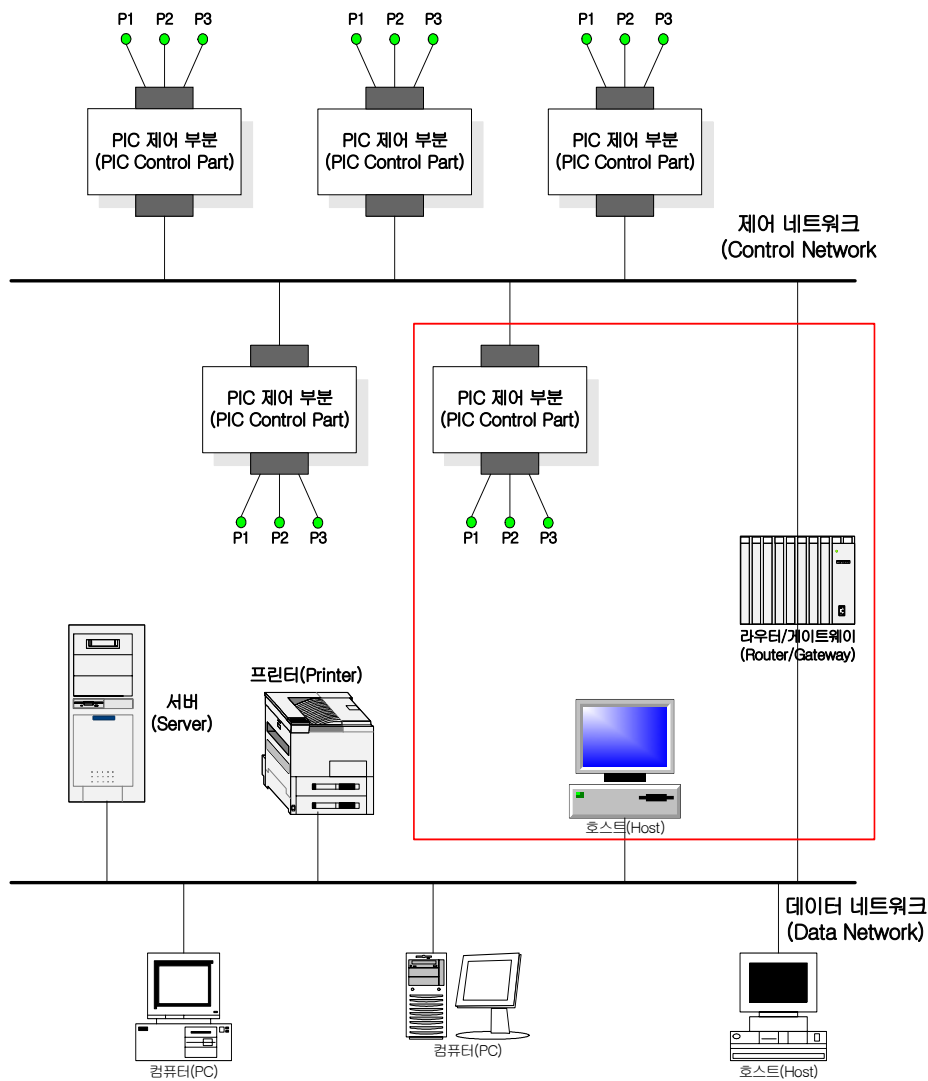 P1 P2 P3
P1 P2 P3
P1 P2 P3
PIC 제어 부분
(PIC Control Part)
PIC 제어 부분
(PIC Control Part)
PIC 제어 부분
(PIC Control Part)
제어 네트워크
(Control Network
PIC 제어 부분
(PIC Control Part)
PIC 제어 부분
(PIC Control Part)
P1 P2 P3
P1 P2 P3
라우터/게이트웨이
(Router/Gateway)
프린터(Printer)
서버
(Server)
호스트(Host)
데이터 네트워크
(Data Network)
컴퓨터(PC)
컴퓨터(PC)
호스트(Host)